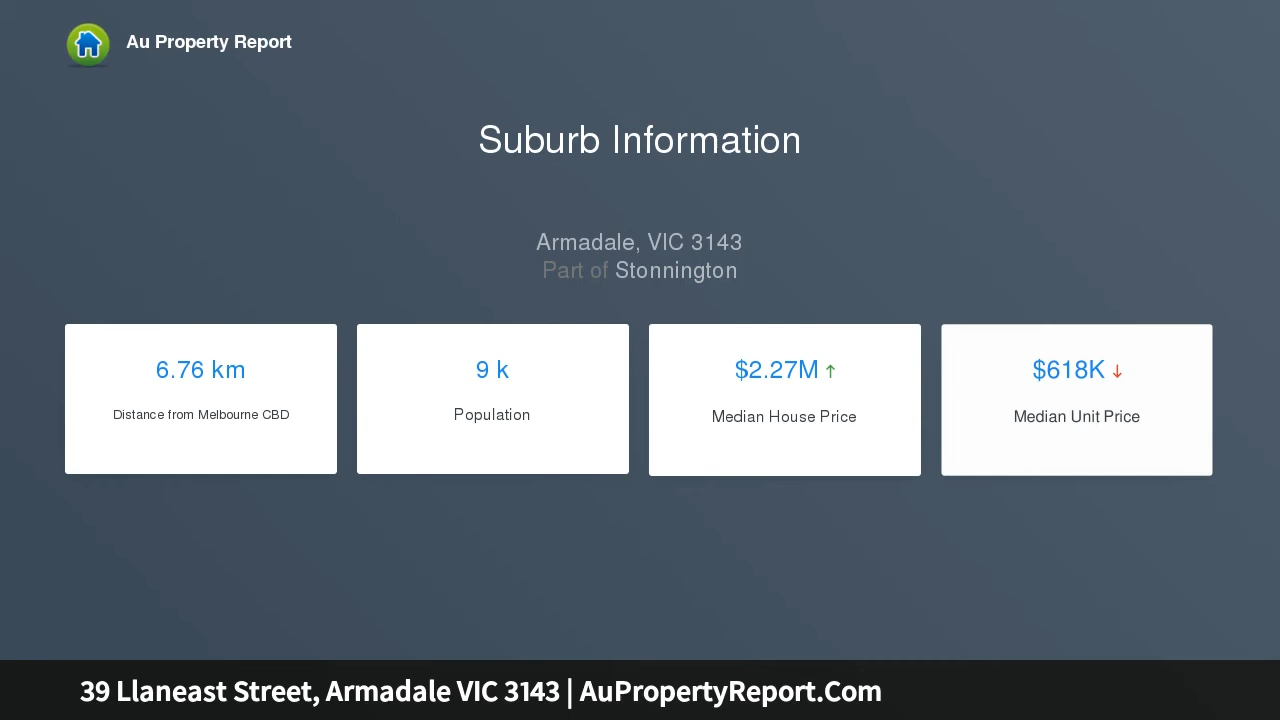 Au Property Report
Suburb Information
Armadale, VIC 3143
Part of Stonnington
6.76 km
Distance from Melbourne CBD
9 k
Population
$2.27M ↑
Median House Price
$618K ↓
Median Unit Price
39 Llaneast Street, Armadale VIC 3143 | AuPropertyReport.Com